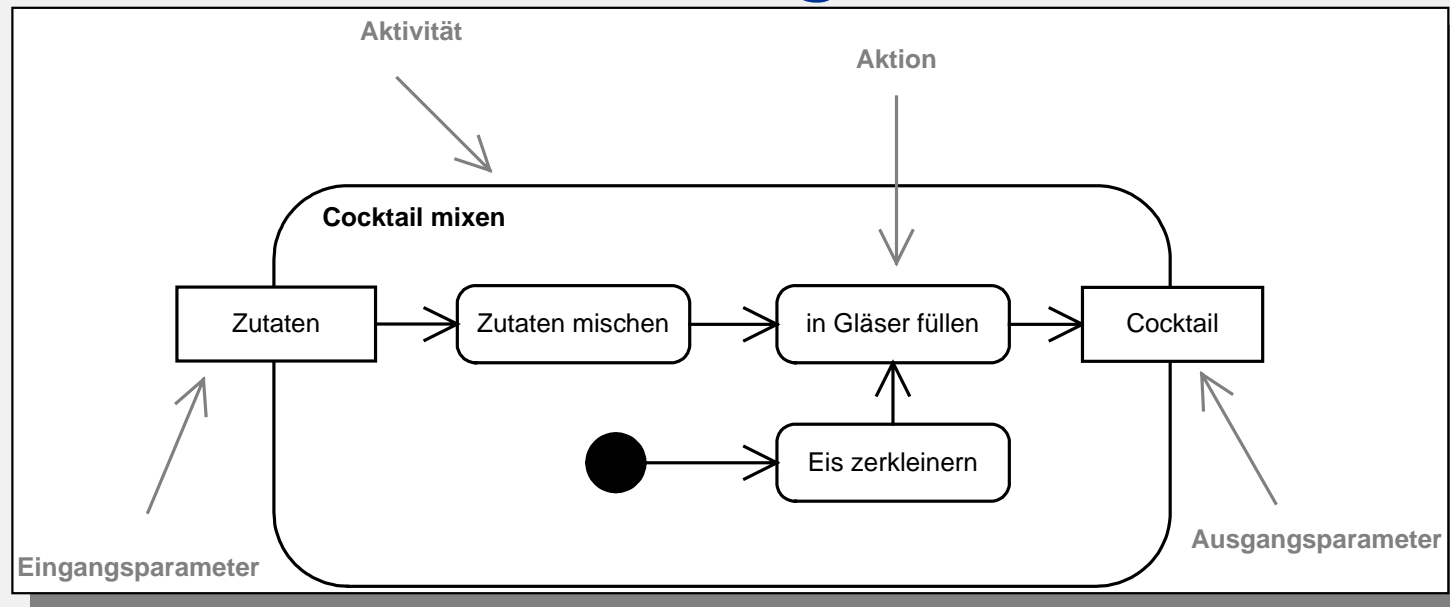 Aktivität
Aktion
Cocktail mixen
Zutaten
Zutaten mischen
in Gläser füllen
Cocktail
Eis zerkleinern
Eingangsparameter
Ausgangsparameter